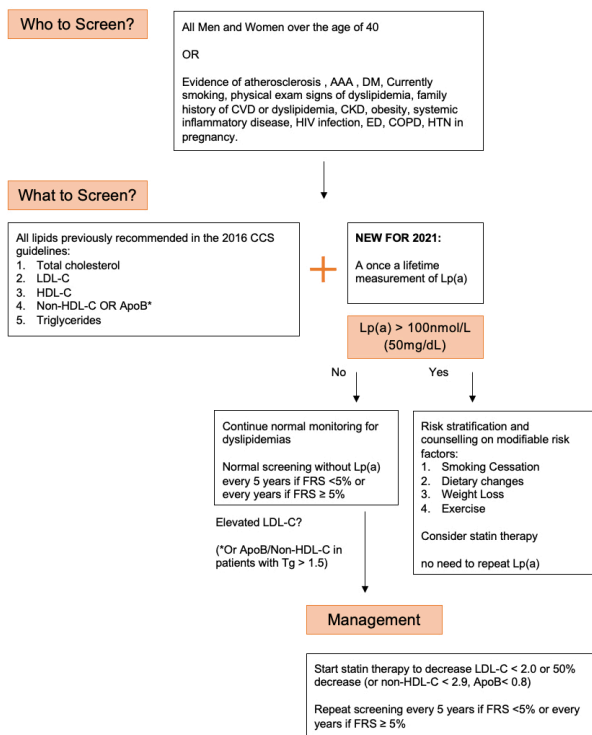 Who to Screen?
All Men and Women over the age of 40
OR
Evidence of atherosclerosis , AAA , DM, Currently
smoking, physical exam signs of dyslipidemia, family
history of CVD or dyslipidemia, CKD, obesity, systemic
inflammatory disease, HIV infection, ED, COPD, HTN in
pregnancy.
What to Screen?
All lipids previously recommended in the 2016 CCS
guidelines:
1. Total cholesterol
2. LDL-C
3. HDL-C
4. Non-HDL-C OR ApoB*
5. Triglycerides
+
NEW FOR 2021:
A once a lifetime
measurement of Lp(a)
Lp(a) > 100nmol/L
(50mg/dL)
No
Yes
Continue normal monitoring for
dyslipidemias
Normal screening without Lp(a)
every 5 years if FRS <5% or
every years if FRS ≥ 5%
Risk stratification and
counselling on modifiable risk
factors:
1. Smoking Cessation
2. Dietary changes
3. Weight Loss
4. Exercise
Consider statin therapy
no need to repeat Lp(a)
Elevated LDL-C?
(*Or ApoB/Non-HDL-C in
patients with Tg > 1.5)
Management
Start statin therapy to decrease LDL-C < 2.0 or 50%
decrease (or non-HDL-C < 2.9, ApoB< 0.8)
Repeat screening every 5 years if FRS <5% or every
years if FRS ≥ 5%